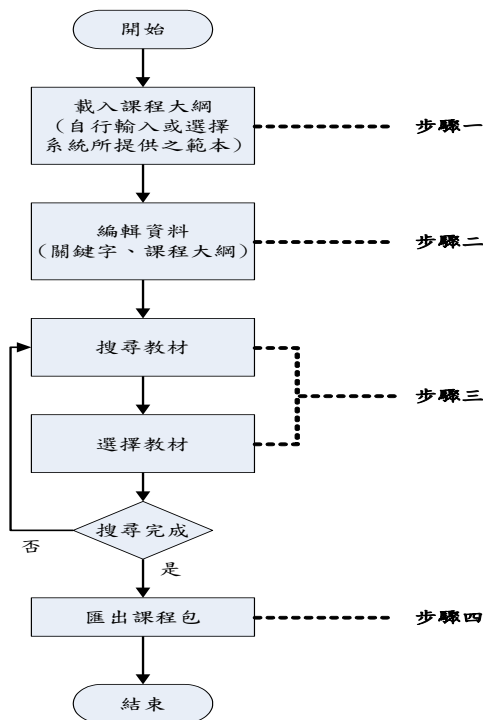 開始
載入課程大綱
（自行輸入或選擇
系統所提供之範本）
步驟一
編輯資料
（關鍵字、課程大綱）
步驟二
搜尋教材
步驟三
選擇教材
搜尋完成
否
是
匯出課程包
步驟四
結束